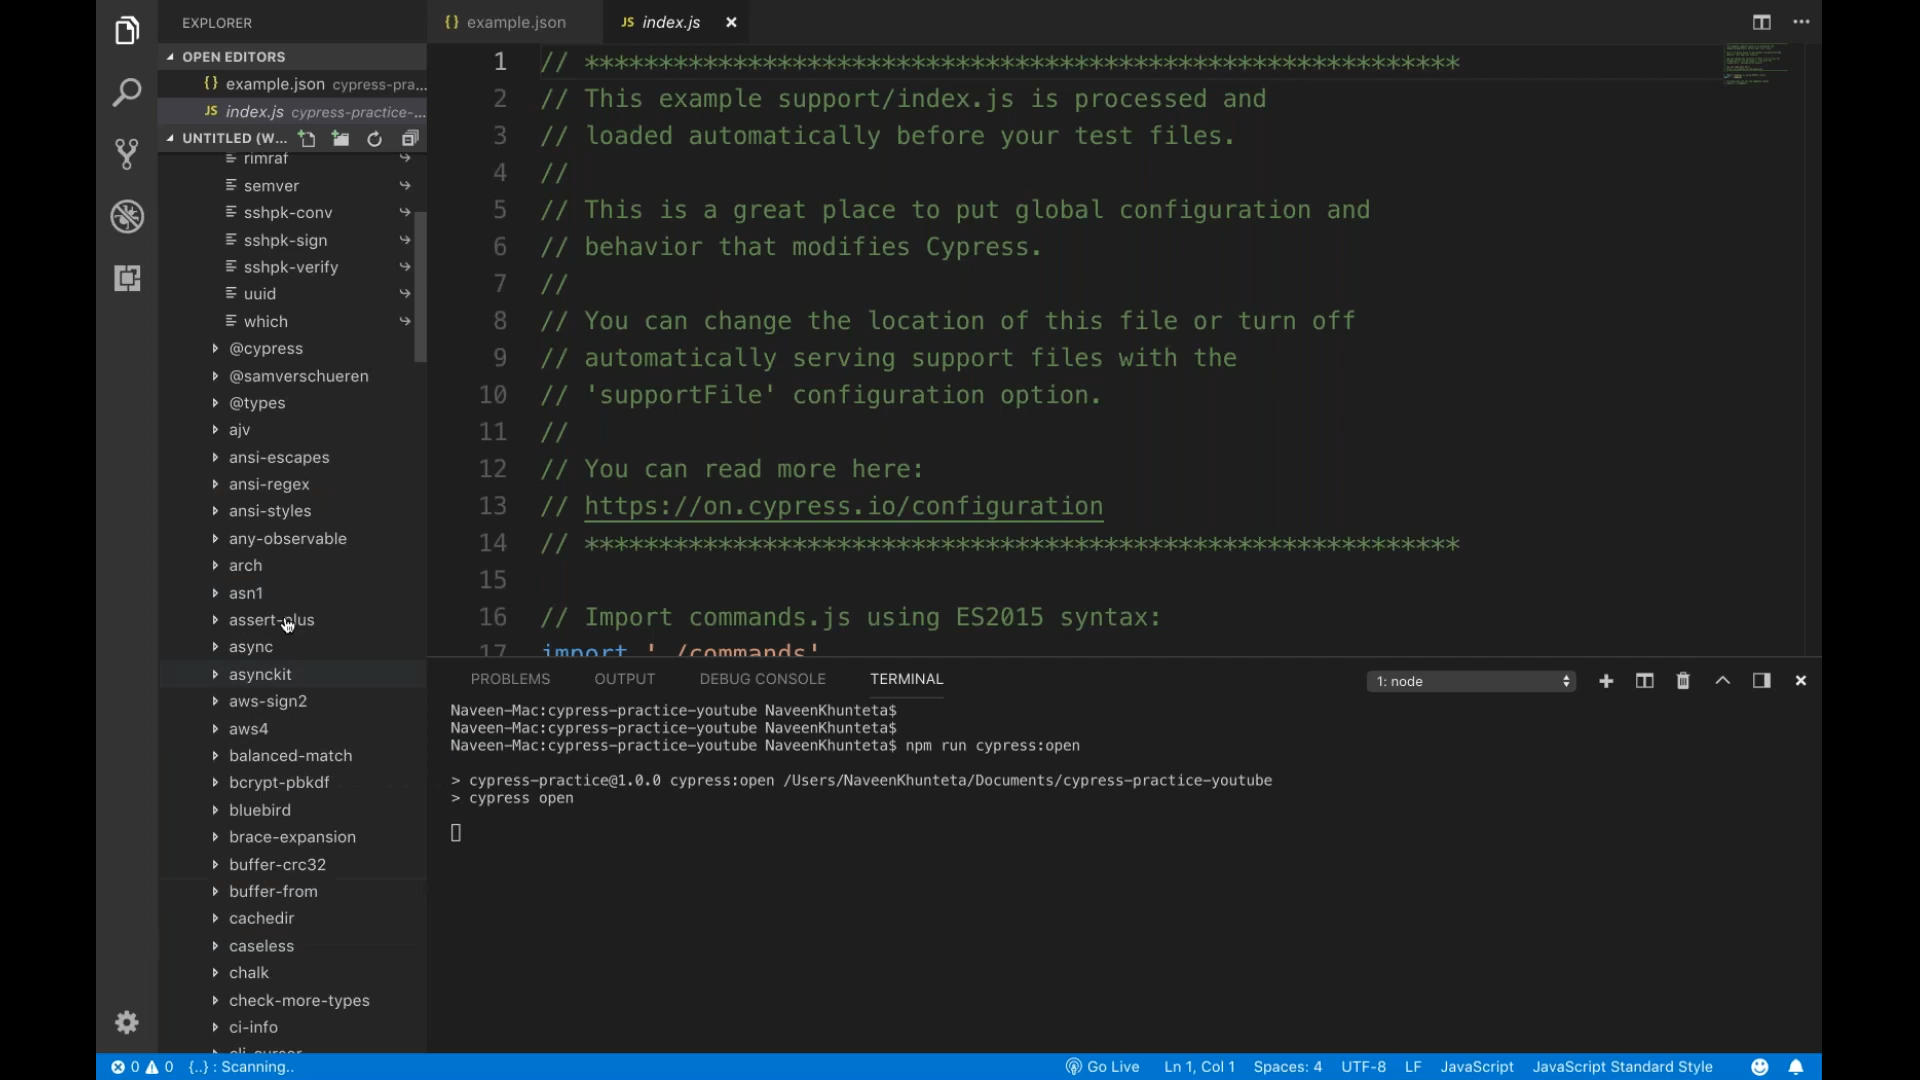 EXPLORER
OPEN EDITORS
{} example.json cypress-pra...
JS index.js cypress-practice-...
UNTITLED (W...
rimraf
semver
sshpk-conv
sshpk-sign
sshpk-verify
uuid
which
@cypress
@samverschueren
@types
ajv
ansi-escapes
ansi-regex
ansi-styles
any-observable
arch
asn1
assert-plus
async
asynckit
aws-sign2
aws4
balanced-match
bcrypt-pbkdf
bluebird
brace-expansion
buffer-crc32
buffer-from
cachedir
caseless
chalk
check-more-types
ci-info
cli-cursor
{} example.json
JS index.js
1 // ***********************************************************
2 // This example support/index.js is processed and
3 // loaded automatically before your test files.
4 //
5 // This is a great place to put global configuration and
6 // behavior that modifies Cypress.
7 //
8 // You can change the location of this file or turn off
9 // automatically serving support files with the
10 // 'supportFile' configuration option.
11 //
12 // You can read more here:
13 // https://on.cypress.io/configuration
14 // ***********************************************************
15
16 // Import commands.js using ES2015 syntax:
17 import './commands'
PROBLEMS OUTPUT DEBUG CONSOLE TERMINAL 1: node
Naveen-Mac:cypress-practice-youtube NaveenKhunteta$
Naveen-Mac:cypress-practice-youtube NaveenKhunteta$
Naveen-Mac:cypress-practice-youtube NaveenKhunteta$ npm run cypress:open
> cypress-practice@1.0.0 cypress:open /Users/NaveenKhunteta/Documents/cypress-practice-youtube
> cypress open
0 0 {..} : Scanning.. Go Live Ln 1, Col 1 Spaces: 4 UTF-8 LF JavaScript JavaScript Standard Style